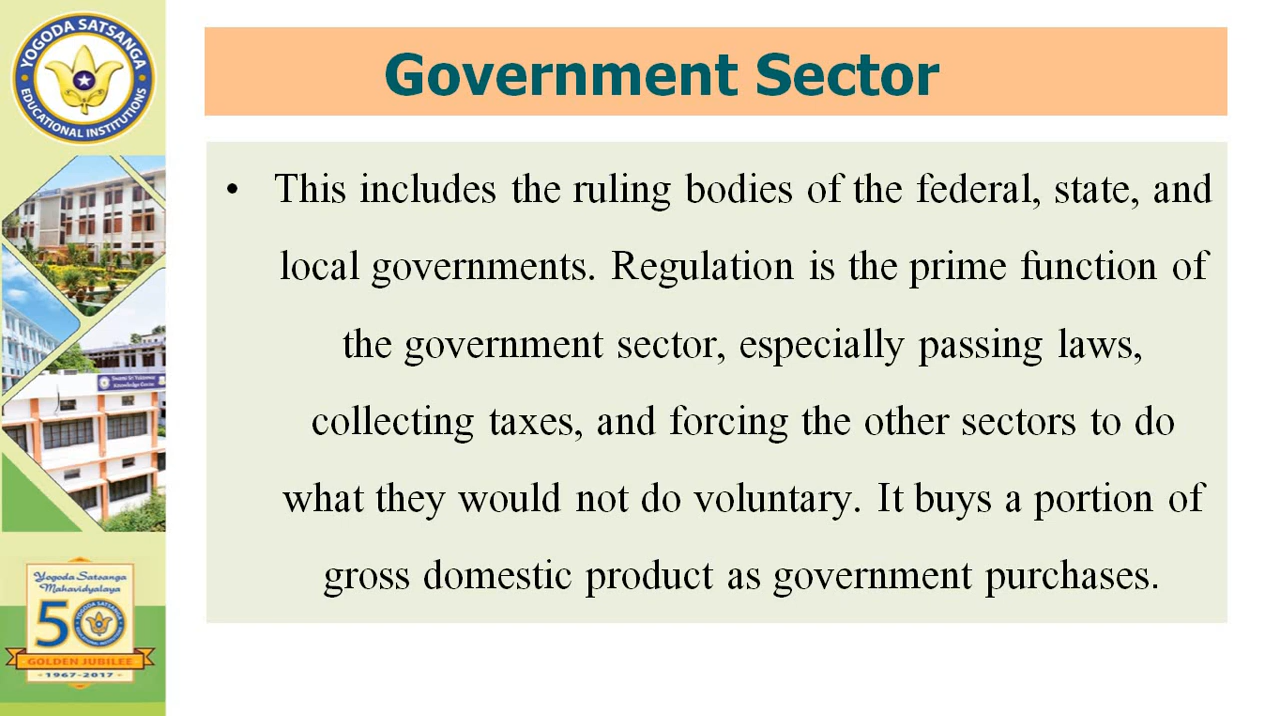 YOGODA SATSANGA
EDUCATIONAL INSTITUTIONS
Government Sector
• This includes the ruling bodies of the federal, state, and
local governments. Regulation is the prime function of
the government sector, especially passing laws,
collecting taxes, and forcing the other sectors to do
what they would not do voluntary. It buys a portion of
gross domestic product as government purchases.
Yogoda Satsanga
Mahavidyalaya
50
GOLDEN JUBILEE
1967-2017